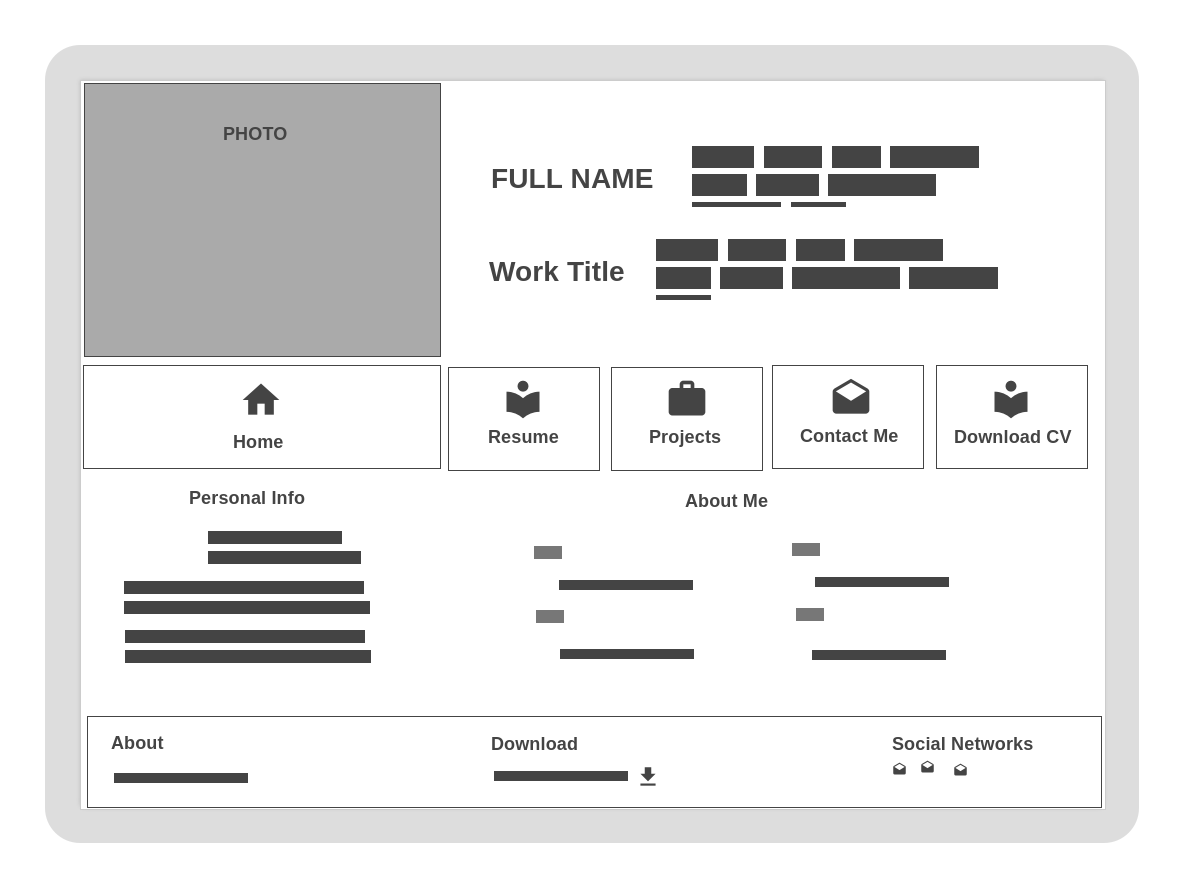 PHOTO
FULL NAME
Work Title
Home
Resume
Projects
Contact Me
Download CV
Personal Info
About Me
About
Download
Social Networks